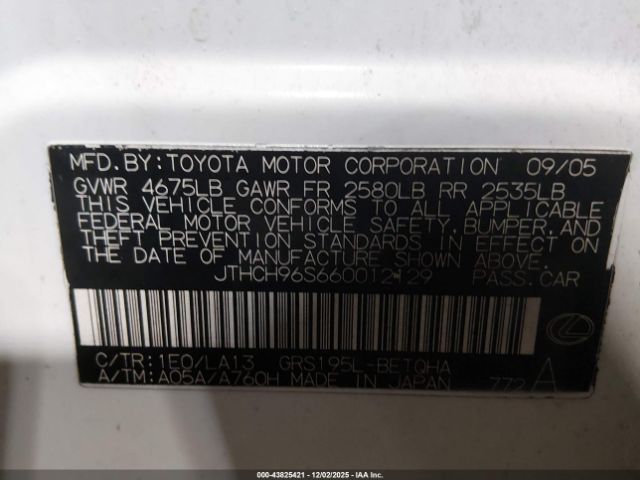 MFD.BY:TOYOTA MOTOR CORPORATION 09/05
GVWR 4675LB GAWR FR 2580LB RR 2535LB
THIS VEHICLE CONFORMS TO ALL APPLICABLE
FEDERAL MOTOR VEHICLE SAFETY, BUMPER, AND
THEFT PREVENTION STANDARDS IN EFFECT ON
THE DATE OF MANUFACTURE SHOWN ABOVE.
JTHCH96S660012129 PASS.CAR
C/TR:1E0/LA13 GRS195L-BETQHA
A/TM:A05A/A760H MADE IN JAPAN 772 A
000-43825421 - 12/02/2025 - IAA Inc.